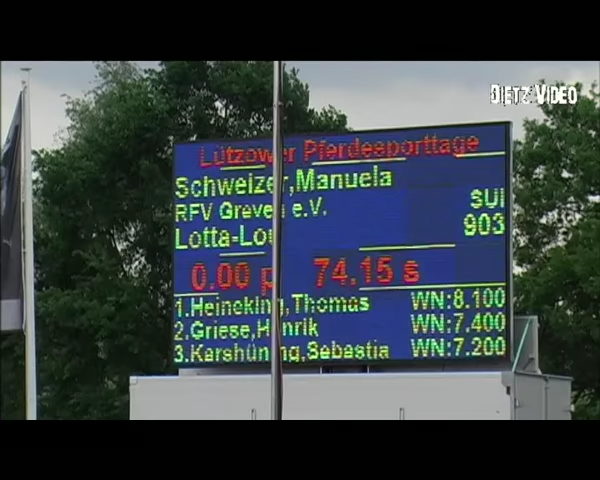 DIETZ VIDEO
Lützower Pferdesporttage
Schweizer,Manuela
SUI
RFV Greven e.V.
903
Lotta-Lou
0.00 p 74.15 s
1.Heineking,Thomas WN:8.100
2.Griese,Hinrik WN:7.400
3.Karshüning,Sebastia WN:7.200